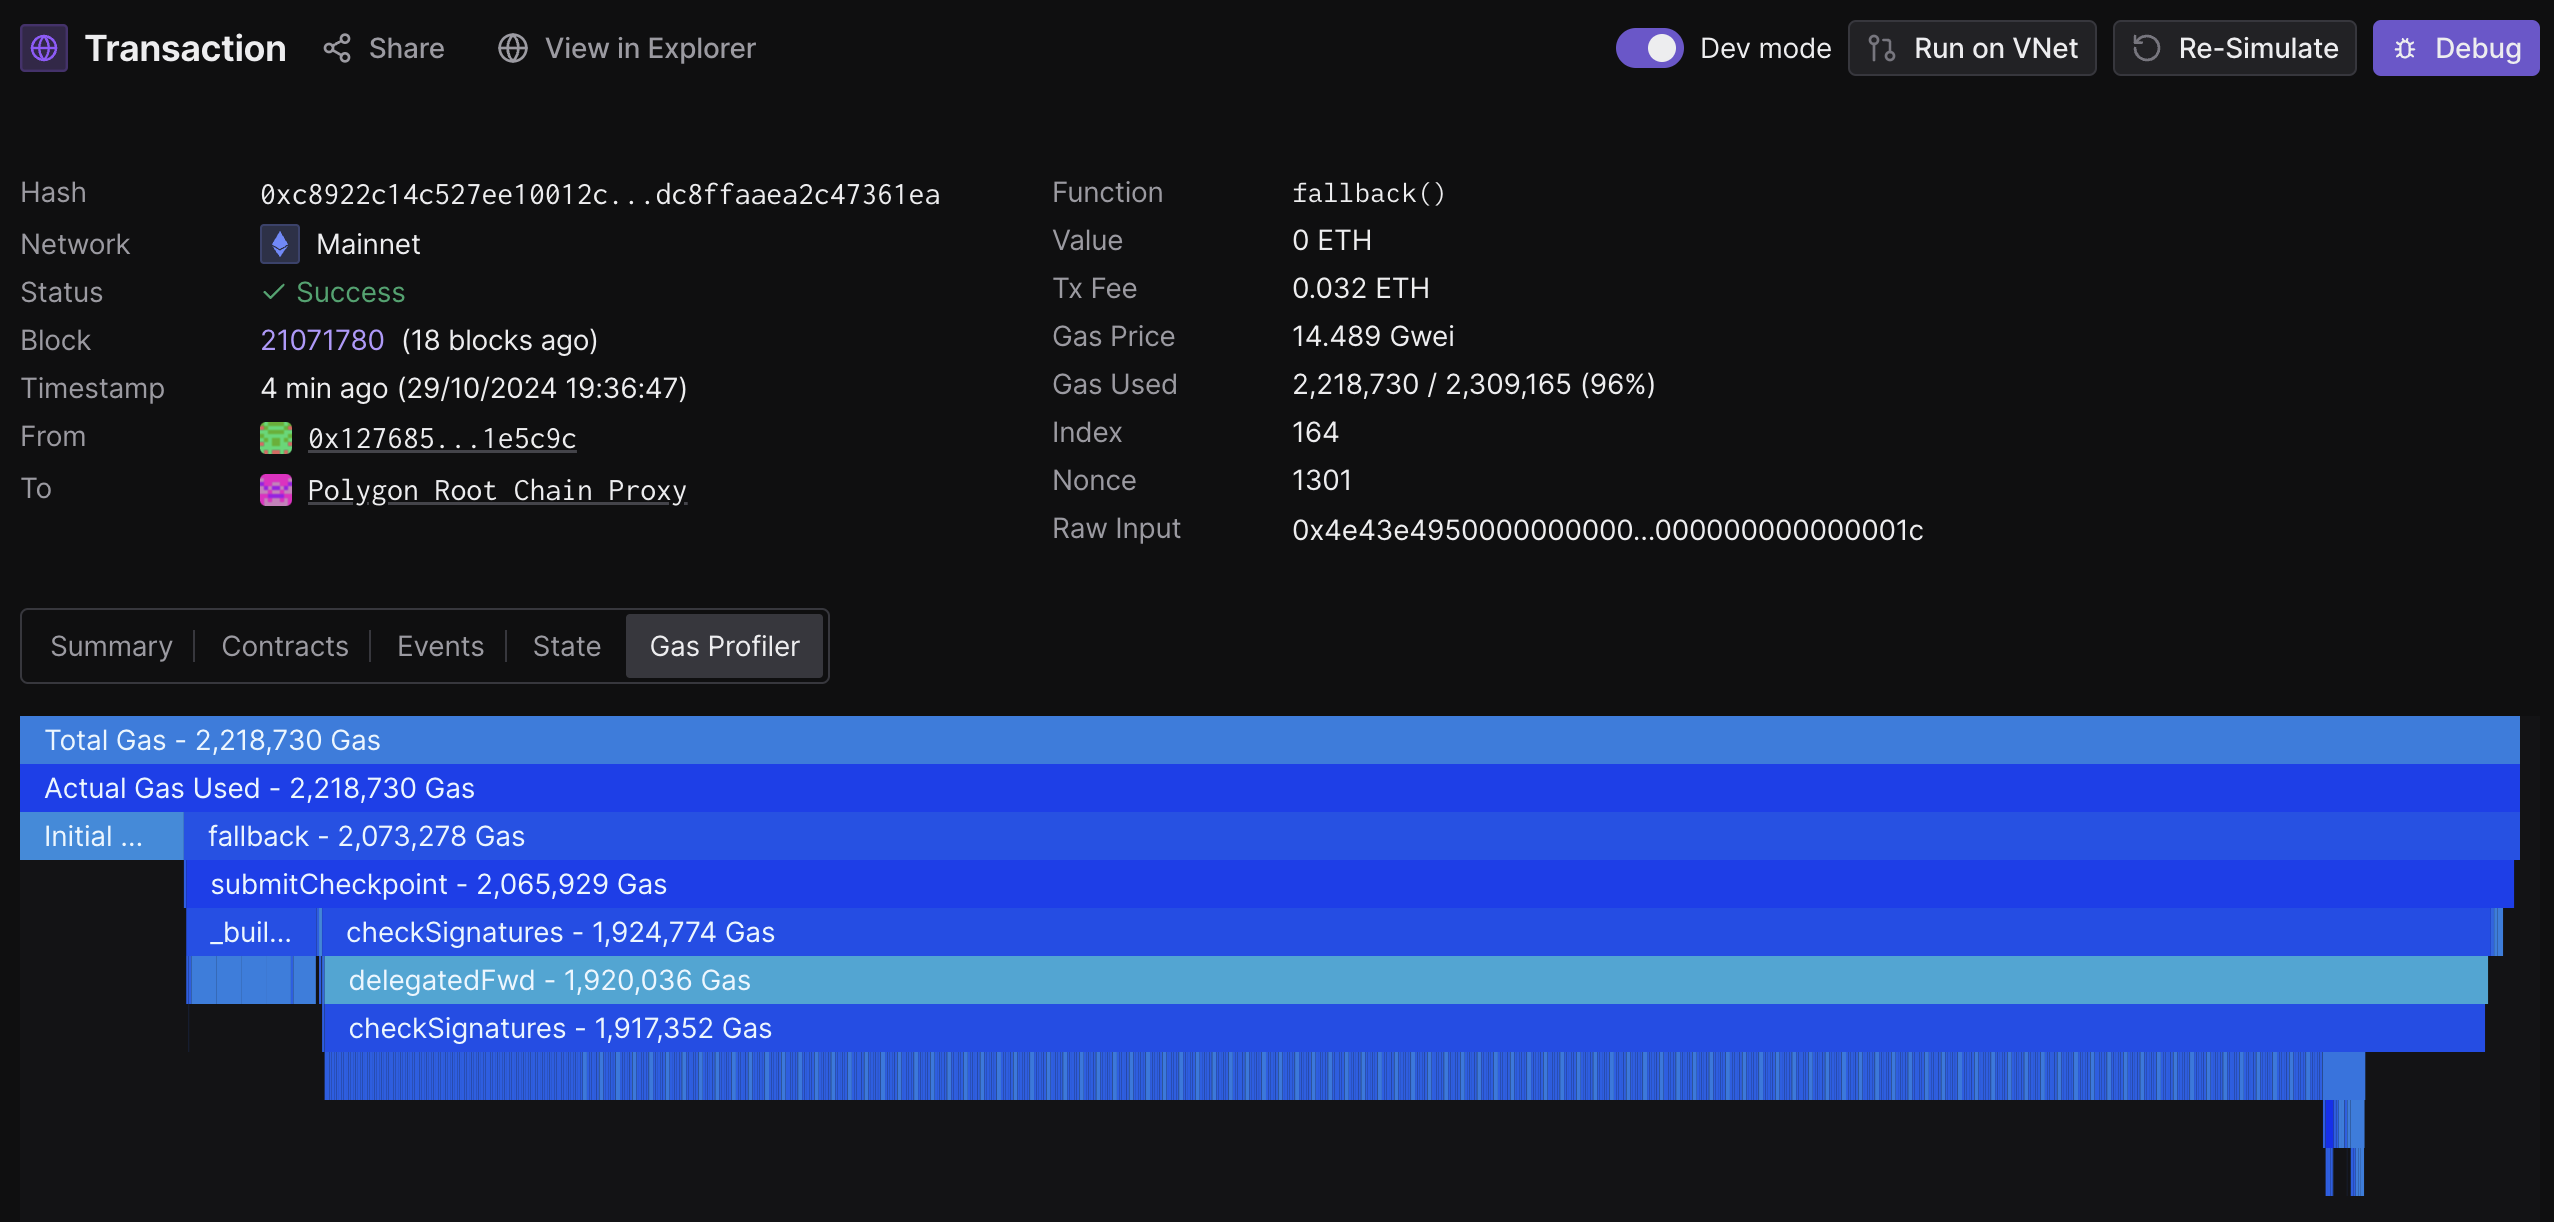 Transaction Share View in Explorer Dev mode Run on VNet Re-Simulate Debug
Hash 0xc8922c14c527ee10012c...dc8ffaaea2c47361ea
Network Mainnet
Status Success
Block 21071780 (18 blocks ago)
Timestamp 4 min ago (29/10/2024 19:36:47)
From 0x127685...1e5c9c
To Polygon Root Chain Proxy
Function fallback()
Value 0 ETH
Tx Fee 0.032 ETH
Gas Price 14.489 Gwei
Gas Used 2,218,730 / 2,309,165 (96%)
Index 164
Nonce 1301
Raw Input 0x4e43e4950000000000000...000000000000001c
Summary Contracts Events State Gas Profiler
Total Gas - 2,218,730 Gas
Actual Gas Used - 2,218,730 Gas
Initial ... fallback - 2,073,278 Gas
submitCheckpoint - 2,065,929 Gas
_buil... checkSignatures - 1,924,774 Gas
delegatedFwd - 1,920,036 Gas
checkSignatures - 1,917,352 Gas